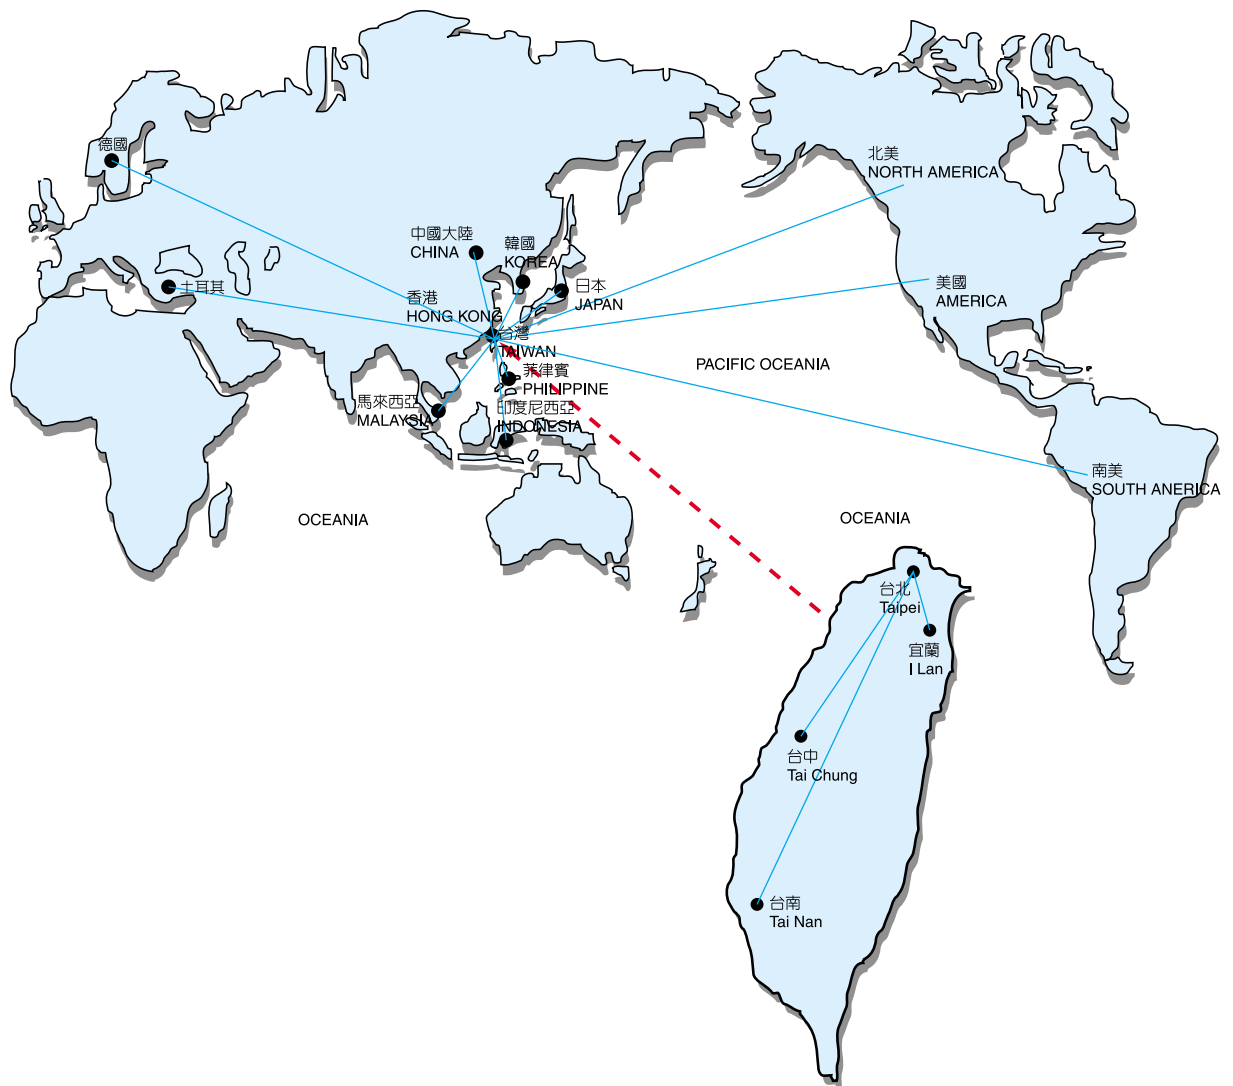 德國
北美
NORTH AMERICA
中國大陸
CHINA
韓國
KOREA
土耳其
日本
JAPAN
美國
AMERICA
香港
HONG KONG
台灣
TAIWAN
PACIFIC OCEANIA
菲律賓
PHILIPPINE
馬來西亞
MALAYSIA
印度尼西亞
INDONESIA
南美
SOUTH ANERICA
OCEANIA
OCEANIA
台北
Taipei
宜蘭
I Lan
台中
Tai Chung
台南
Tai Nan